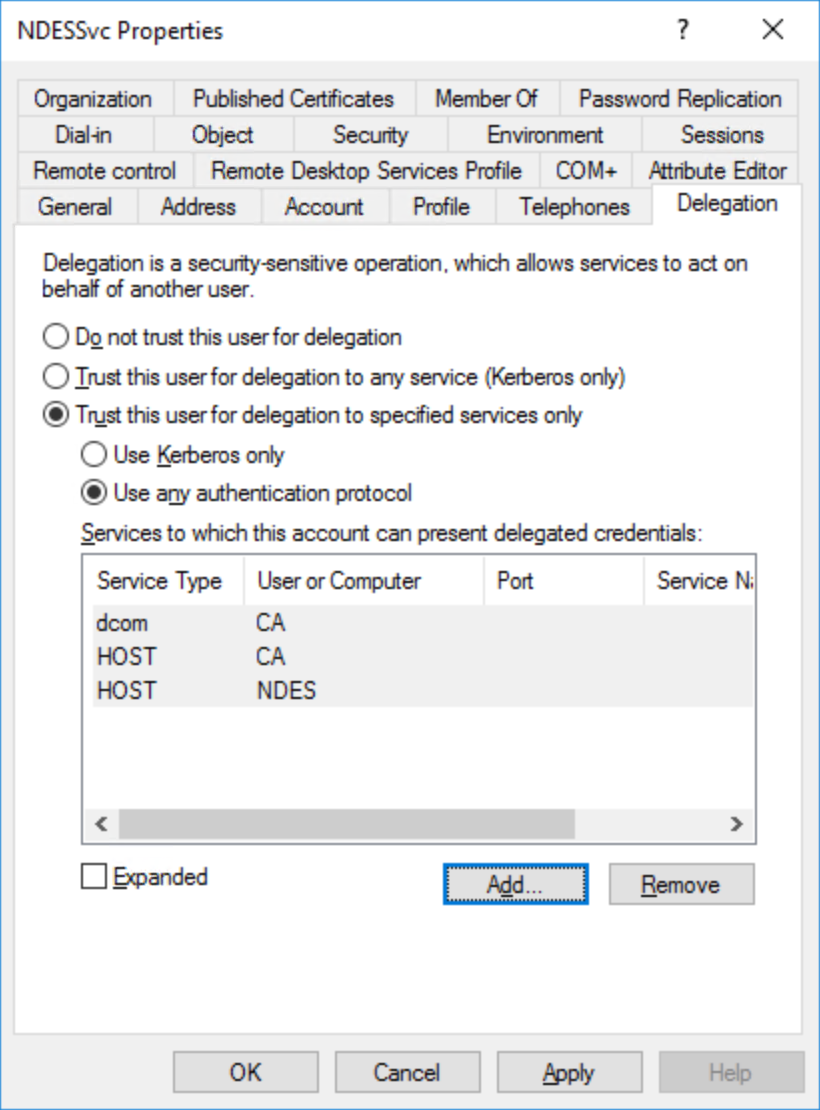 NDESSvc Properties
?
Organization Published Certificates Member Of Password Replication
Dial-in Object Security Environment Sessions
Remote control Remote Desktop Services Profile COM+ Attribute Editor
General Address Account Profile Telephones Delegation
Delegation is a security-sensitive operation, which allows services to act on
behalf of another user.
Do not trust this user for delegation
Trust this user for delegation to any service (Kerberos only)
Trust this user for delegation to specified services only
Use Kerberos only
Use any authentication protocol
Services to which this account can present delegated credentials:
Service Type User or Computer Port Service
dcom CA
HOST CA
HOST NDES
Expanded
Add... Remove
OK Cancel Apply Help